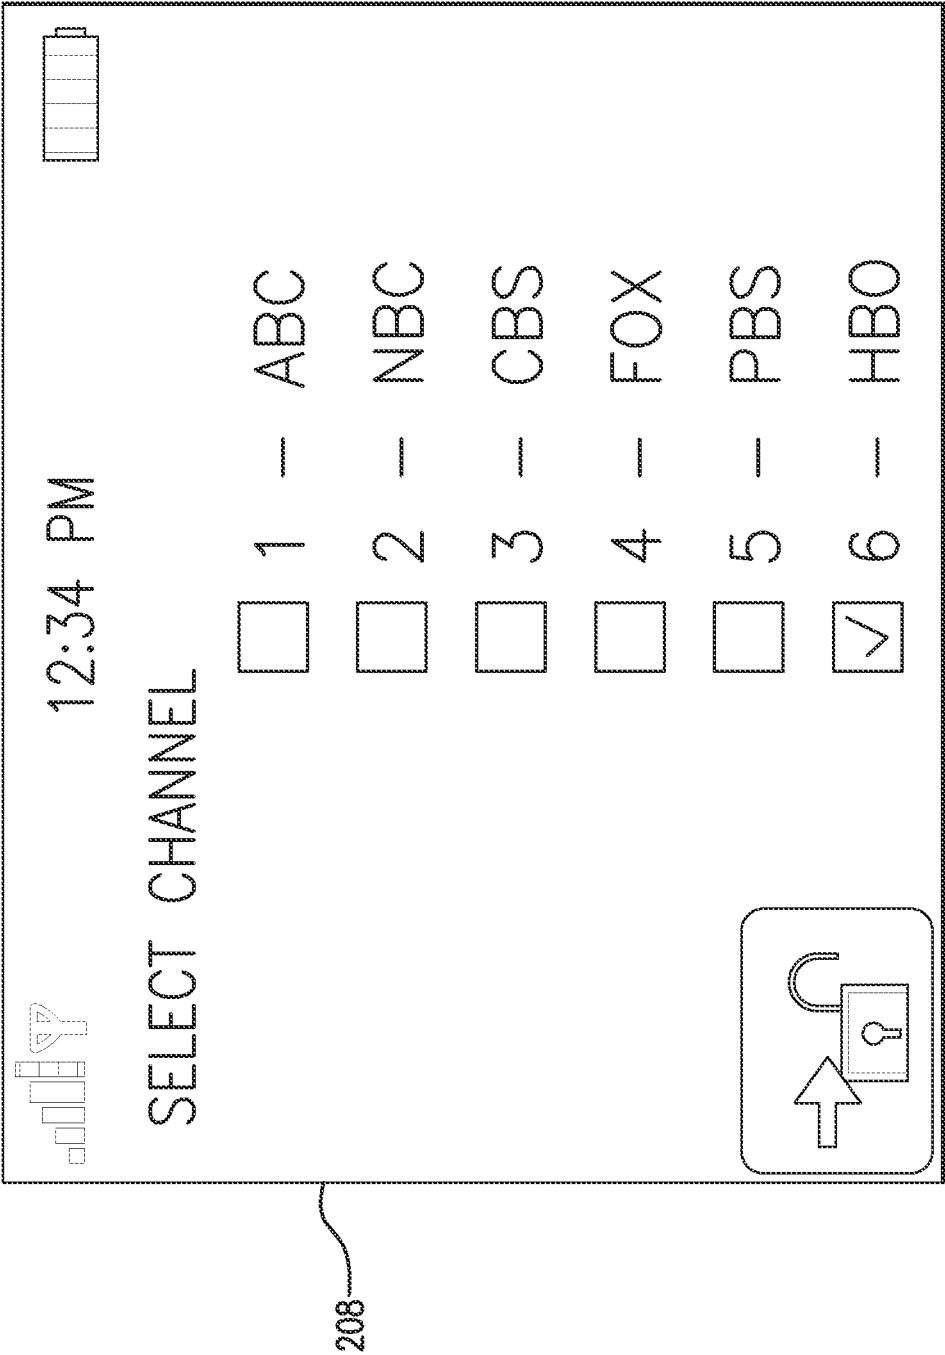 12:34 PM
SELECT CHANNEL
1 – ABC
2 – NBC
3 – CBS
4 – FOX
5 – PBS
6 – HBO
208